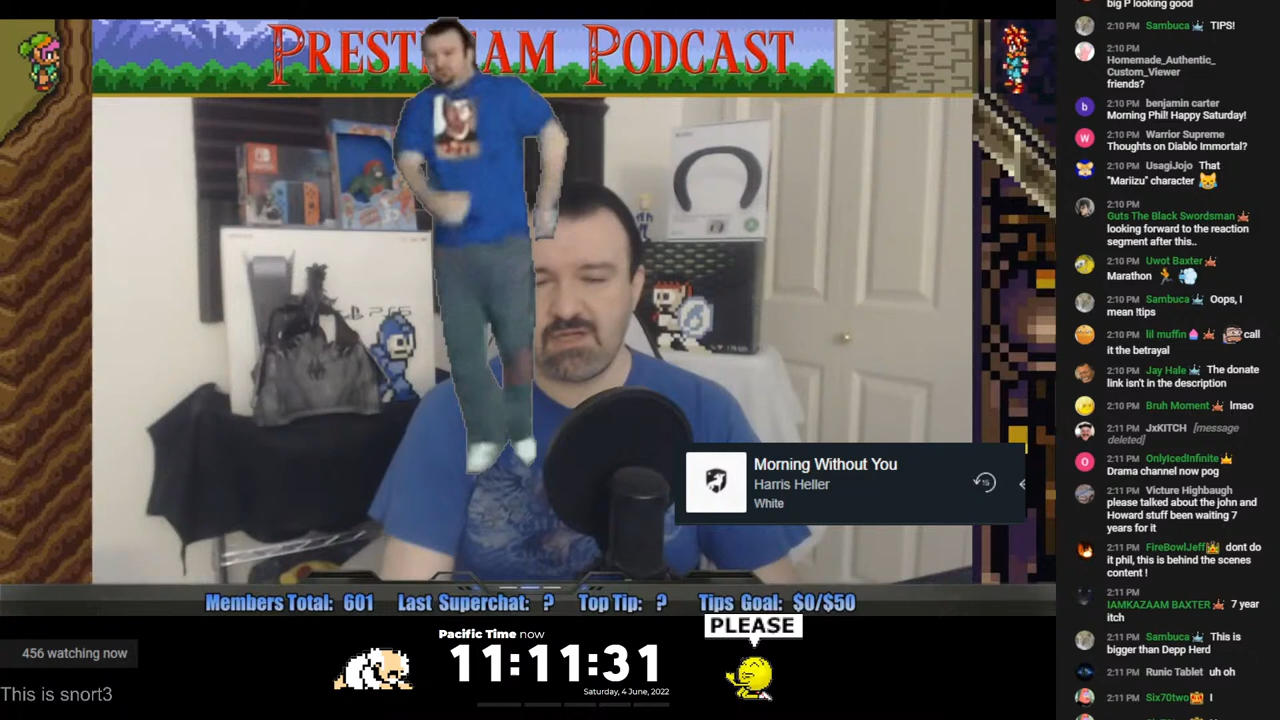 PRESTREAM PODCAST
PS5
Morning Without You
Harris Heller
White
15
Members Total: 601 Last Superchat: ? Top Tip: ? Tips Goal: $0/$50
PLEASE
Pacific Time now
11:11:31
Saturday, 4 June, 2022
456 watching now
This is snort3
big P looking good
2:10 PM Sambuca TIPS!
2:10 PM
Homemade_Authentic_
Custom_Viewer
friends?
2:10 PM benjamin carter
Morning Phil! Happy Saturday!
2:10 PM Warrior Supreme
Thoughts on Diablo Immortal?
2:10 PM UsagiJojo That
"Mariizu" character
2:10 PM
Guts The Black Swordsman
looking forward to the reaction
segment after this..
2:10 PM Uwot Baxter
Marathon
2:10 PM Sambuca Oops, I
mean !tips
2:10 PM lil muffin call
it the betrayal
2:10 PM Jay Hale The donate
link isn't in the description
2:10 PM Bruh Moment lmao
2:11 PM JxKITCH [message
deleted]
2:11 PM OnlyIcedInfinite
Drama channel now pog
2:11 PM Victure Highbaugh
please talked about the john and
Howard stuff been waiting 7
years for it
2:11 PM FireBowlJeff dont do
it phil, this is behind the scenes
content !
2:11 PM
IAMKAZAAM BAXTER 7 year
itch
2:11 PM Sambuca This is
bigger than Depp Herd
2:11 PM Runic Tablet uh oh
2:11 PM Six70two I